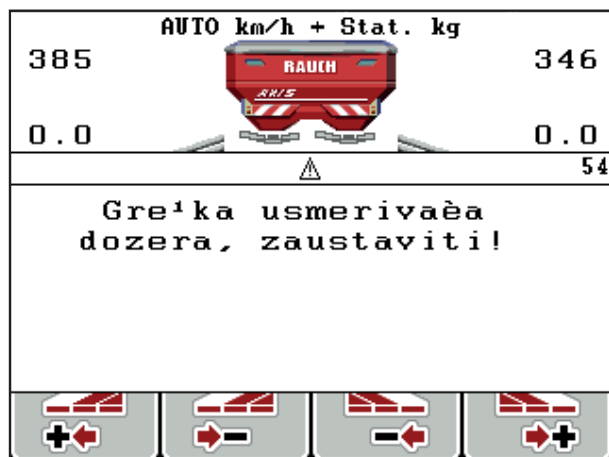 AUTO km/h + Stat. kg
385
346
RAUCH
AXIS
0.0
0.0
54
Gre¹ka usmerivaèa
dozera, zaustaviti!